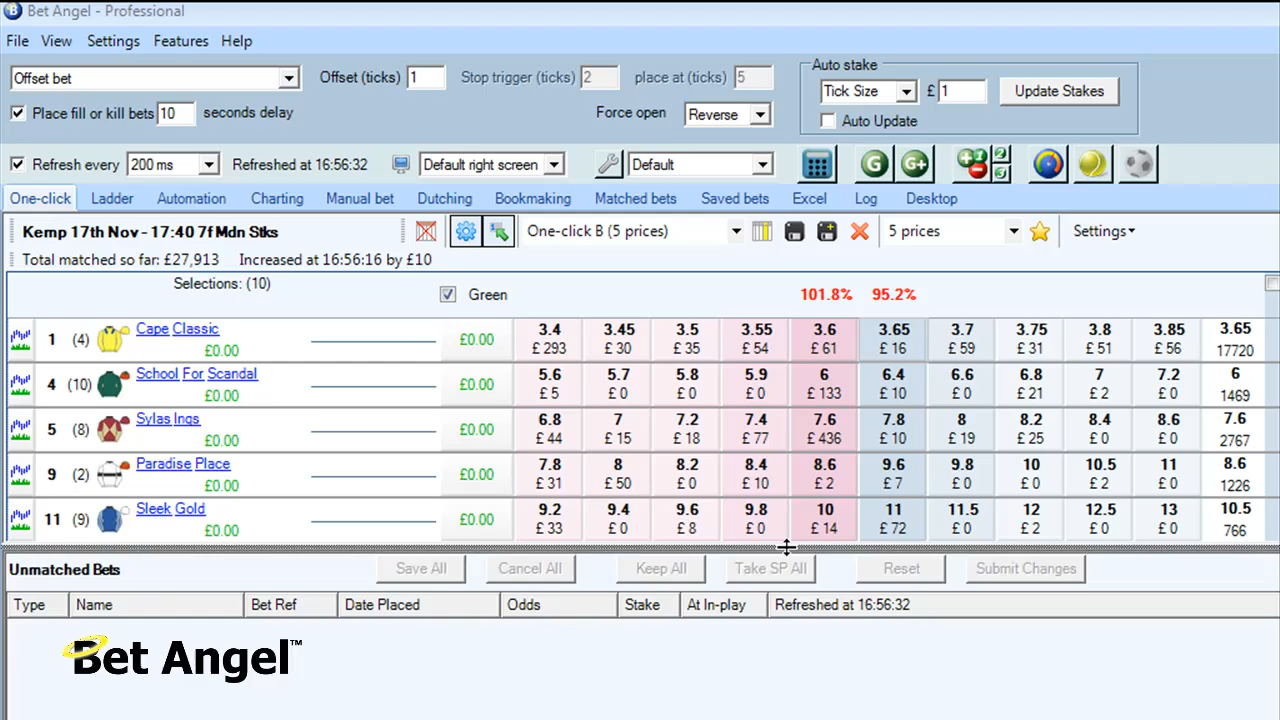 Bet Angel - Professional
File View Settings Features Help
Offset bet Offset (ticks) 1 Stop trigger (ticks) 2 place at (ticks) 5 Auto stake
Tick Size £ 1 Update Stakes
Place fill or kill bets 10 seconds delay Force open Reverse Auto Update
Refresh every 200 ms Refreshed at 16:56:32 Default right screen Default G G+
One-click Ladder Automation Charting Manual bet Dutching Bookmaking Matched bets Saved bets Excel Log Desktop
Kemp 17th Nov - 17:40 7f Mdn Stks One-click B (5 prices) 5 prices Settings
Total matched so far: £27,913 Increased at 16:56:16 by £10
Selections: (10) Green 101.8% 95.2%
1 (4) Cape Classic £0.00 £0.00 3.4 3.45 3.5 3.55 3.6 3.65 3.7 3.75 3.8 3.85 3.65
£ 293 £ 30 £ 35 £ 54 £ 61 £ 16 £ 59 £ 31 £ 51 £ 56 17720
4 (10) School For Scandal £0.00 £0.00 5.6 5.7 5.8 5.9 6 6.4 6.6 6.8 7 7.2 6
£ 5 £ 0 £ 0 £ 0 £ 133 £ 10 £ 0 £ 21 £ 2 £ 0 1469
5 (8) Sylas Ings £0.00 £0.00 6.8 7 7.2 7.4 7.6 7.8 8 8.2 8.4 8.6 7.6
£ 44 £ 15 £ 18 £ 77 £ 436 £ 10 £ 19 £ 25 £ 0 £ 0 2767
9 (2) Paradise Place £0.00 £0.00 7.8 8 8.2 8.4 8.6 9.6 9.8 10 10.5 11 8.6
£ 31 £ 50 £ 0 £ 10 £ 2 £ 7 £ 0 £ 0 £ 2 £ 0 1226
11 (9) Sleek Gold £0.00 £0.00 9.2 9.4 9.6 9.8 10 11 11.5 12 12.5 13 10.5
£ 33 £ 0 £ 8 £ 0 £ 14 £ 72 £ 0 £ 2 £ 0 £ 0 766
Unmatched Bets Save All Cancel All Keep All Take SP All Reset Submit Changes
Type Name Bet Ref Date Placed Odds Stake At In-play Refreshed at 16:56:32
Bet Angel™